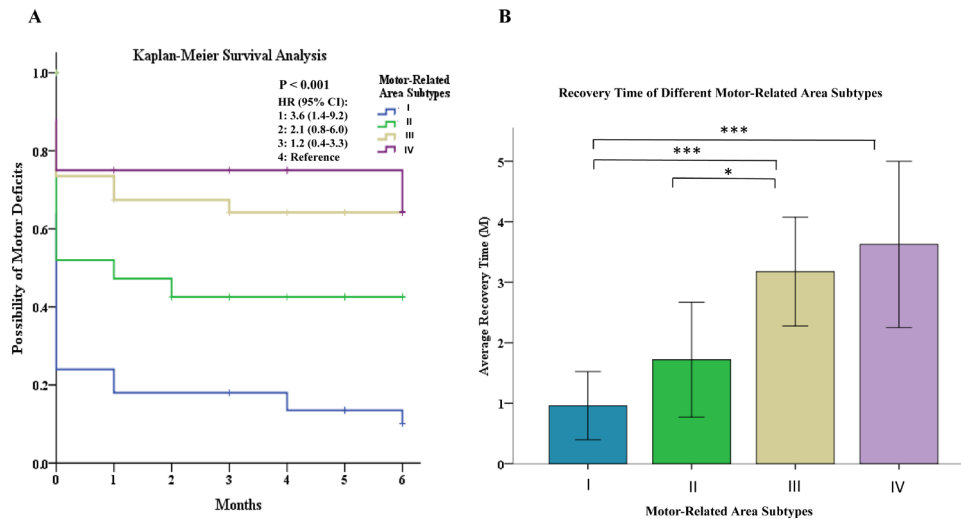 A
Kaplan-Meier Survival Analysis
P < 0.001
HR (95% CI):
1: 3.6 (1.4-9.2)
2: 2.1 (0.8-6.0)
3: 1.2 (0.4-3.3)
4: Reference
Motor-Related
Area Subtypes
I
II
III
IV
Possibility of Motor Deficits
1.0
0.8
0.6
0.4
0.2
0.0
0 1 2 3 4 5 6
Months
B
Recovery Time of Different Motor-Related Area Subtypes
***
***
*
Average Recovery Time (M)
5
4
3
2
1
0
I II III IV
Motor-Related Area Subtypes